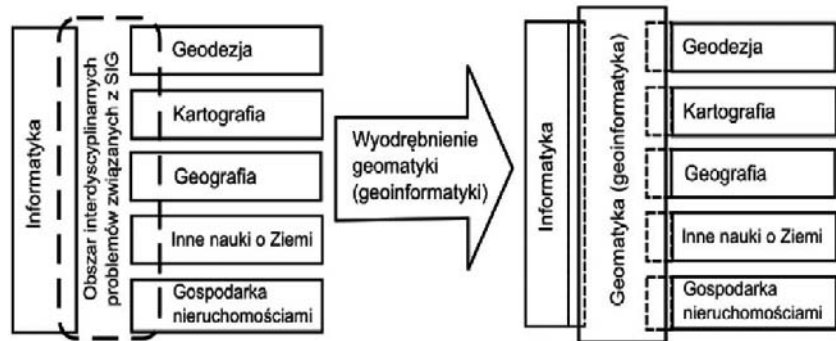 Informatyka
Obszar interdyscyplinarnych
problemów związanych z SIG
Geodezja
Kartografia
Geografia
Inne nauki o Ziemi
Gospodarka
nieruchomościami
Wyodrębnienie
geomatyki
(geoinformatyki)
Informatyka
Geomatyka (geoinformatyka)
Geodezja
Kartografia
Geografia
Inne nauki o Ziemi
Gospodarka
nieruchomościami